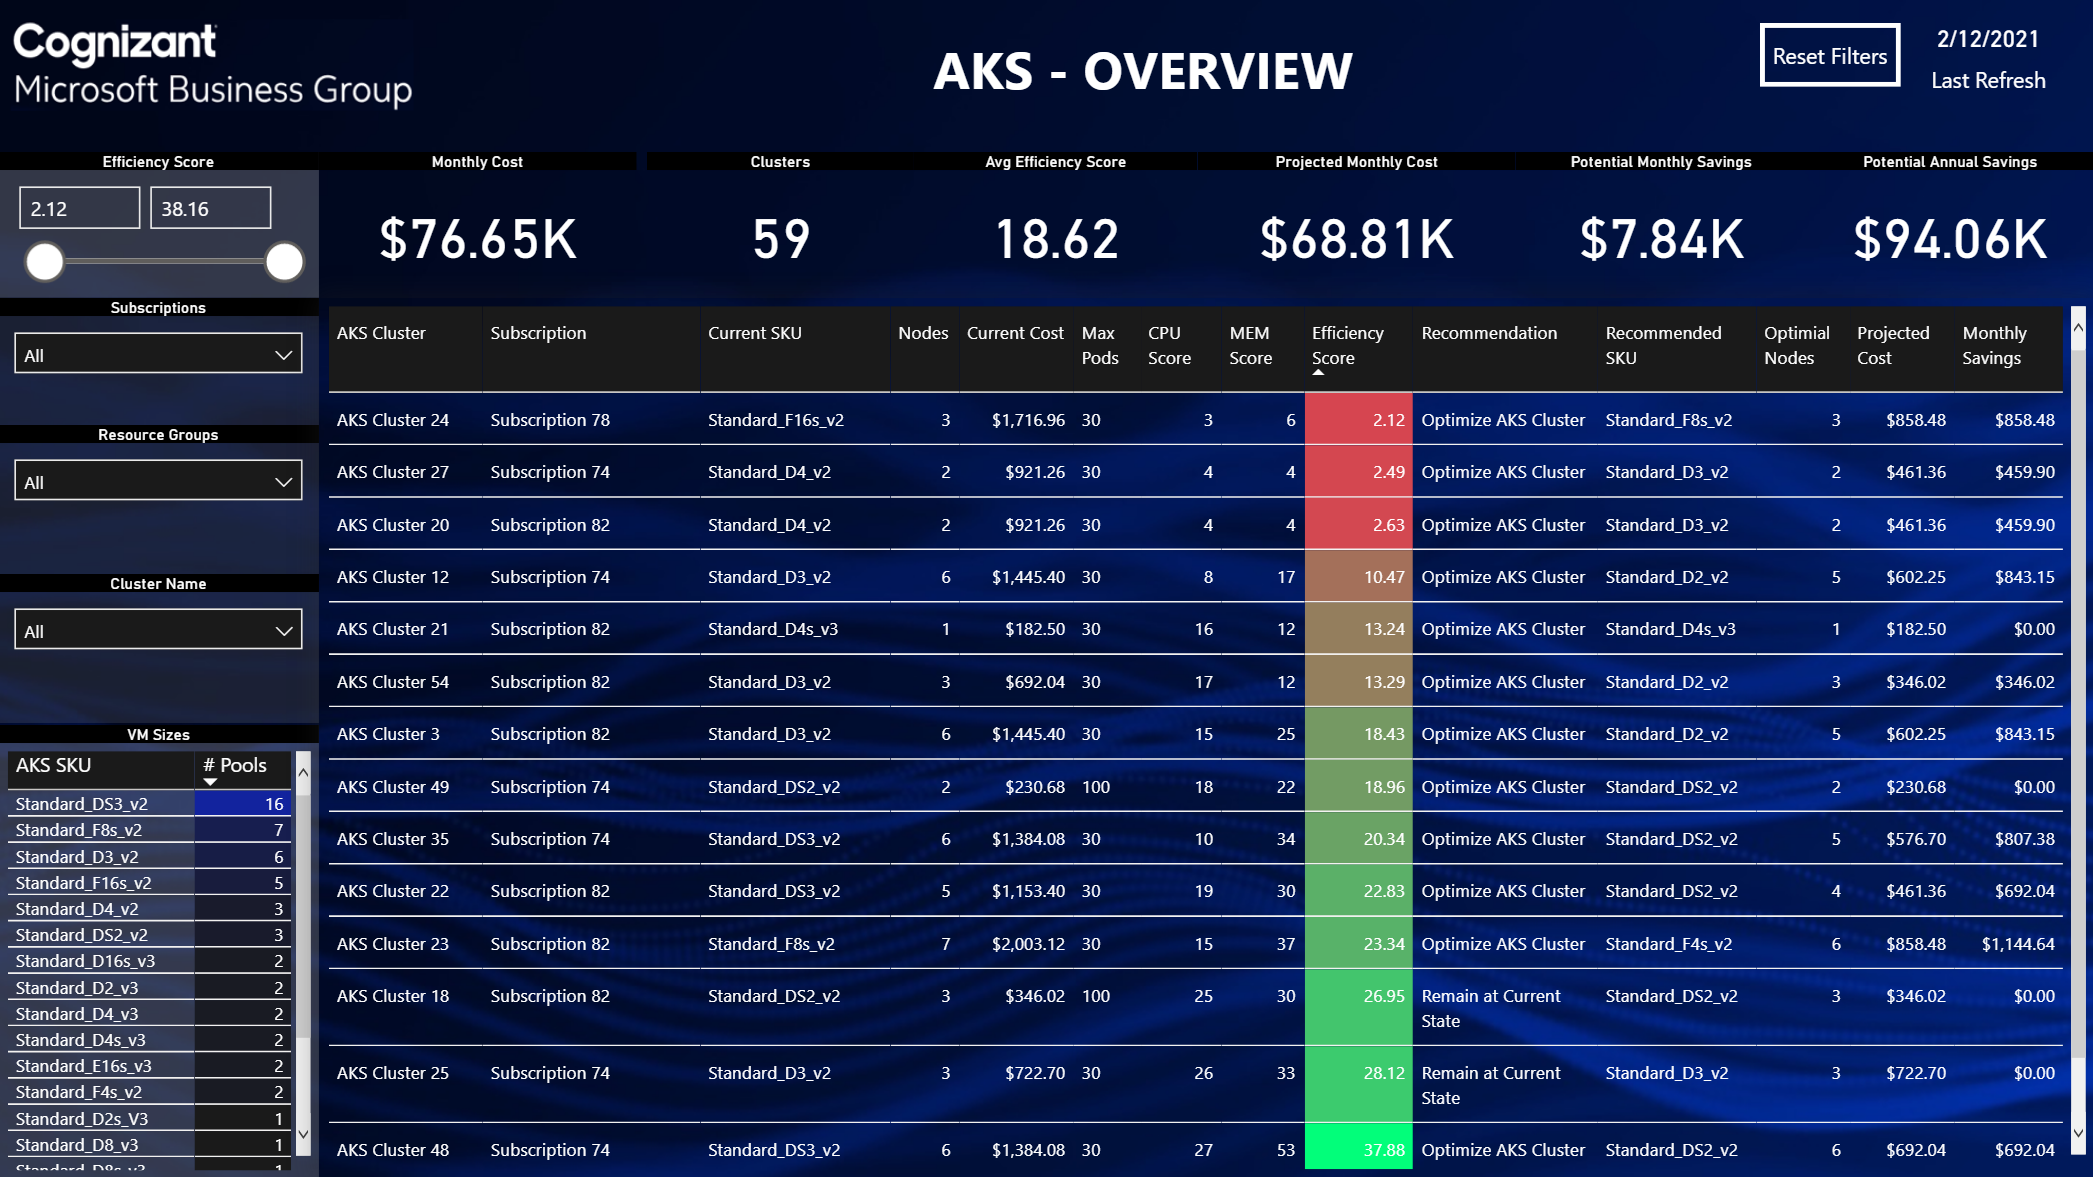 Cognizant
Microsoft Business Group
AKS - OVERVIEW
Reset Filters
2/12/2021
Last Refresh
Efficiency Score
2.12 38.16
Monthly Cost
$76.65K
Clusters
59
Avg Efficiency Score
18.62
Projected Monthly Cost
$68.81K
Potential Monthly Savings
$7.84K
Potential Annual Savings
$94.06K
Subscriptions
All
Resource Groups
All
Cluster Name
All
VM Sizes
AKS SKU # Pools
Standard_DS3_v2 16
Standard_F8s_v2 7
Standard_D3_v2 6
Standard_F16s_v2 5
Standard_D4_v2 3
Standard_DS2_v2 3
Standard_D16s_v3 2
Standard_D2_v3 2
Standard_D4_v3 2
Standard_D4s_v3 2
Standard_E16s_v3 2
Standard_F4s_v2 2
Standard_D2s_V3 1
Standard_D8_v3 1
Standard_D8s_v3 1
AKS Cluster Subscription Current SKU Nodes Current Cost Max Pods CPU Score MEM Score Efficiency Score Recommendation Recommended SKU Optimial Nodes Projected Cost Monthly Savings
AKS Cluster 24 Subscription 78 Standard_F16s_v2 3 $1,716.96 30 3 6 2.12 Optimize AKS Cluster Standard_F8s_v2 3 $858.48 $858.48
AKS Cluster 27 Subscription 74 Standard_D4_v2 2 $921.26 30 4 4 2.49 Optimize AKS Cluster Standard_D3_v2 2 $461.36 $459.90
AKS Cluster 20 Subscription 82 Standard_D4_v2 2 $921.26 30 4 4 2.63 Optimize AKS Cluster Standard_D3_v2 2 $461.36 $459.90
AKS Cluster 12 Subscription 74 Standard_D3_v2 6 $1,445.40 30 8 17 10.47 Optimize AKS Cluster Standard_D2_v2 5 $602.25 $843.15
AKS Cluster 21 Subscription 82 Standard_D4s_v3 1 $182.50 30 16 12 13.24 Optimize AKS Cluster Standard_D4s_v3 1 $182.50 $0.00
AKS Cluster 54 Subscription 82 Standard_D3_v2 3 $692.04 30 17 12 13.29 Optimize AKS Cluster Standard_D2_v2 3 $346.02 $346.02
AKS Cluster 3 Subscription 82 Standard_D3_v2 6 $1,445.40 30 15 25 18.43 Optimize AKS Cluster Standard_D2_v2 5 $602.25 $843.15
AKS Cluster 49 Subscription 74 Standard_DS2_v2 2 $230.68 100 18 22 18.96 Optimize AKS Cluster Standard_DS2_v2 2 $230.68 $0.00
AKS Cluster 35 Subscription 74 Standard_DS3_v2 6 $1,384.08 30 10 34 20.34 Optimize AKS Cluster Standard_DS2_v2 5 $576.70 $807.38
AKS Cluster 22 Subscription 82 Standard_DS3_v2 5 $1,153.40 30 19 30 22.83 Optimize AKS Cluster Standard_DS2_v2 4 $461.36 $692.04
AKS Cluster 23 Subscription 82 Standard_F8s_v2 7 $2,003.12 30 15 37 23.34 Optimize AKS Cluster Standard_F4s_v2 6 $858.48 $1,144.64
AKS Cluster 18 Subscription 82 Standard_DS2_v2 3 $346.02 100 25 30 26.95 Remain at Current State Standard_DS2_v2 3 $346.02 $0.00
AKS Cluster 25 Subscription 74 Standard_D3_v2 3 $722.70 30 26 33 28.12 Remain at Current State Standard_D3_v2 3 $722.70 $0.00
AKS Cluster 48 Subscription 74 Standard_DS3_v2 6 $1,384.08 30 27 53 37.88 Optimize AKS Cluster Standard_DS2_v2 6 $692.04 $692.04